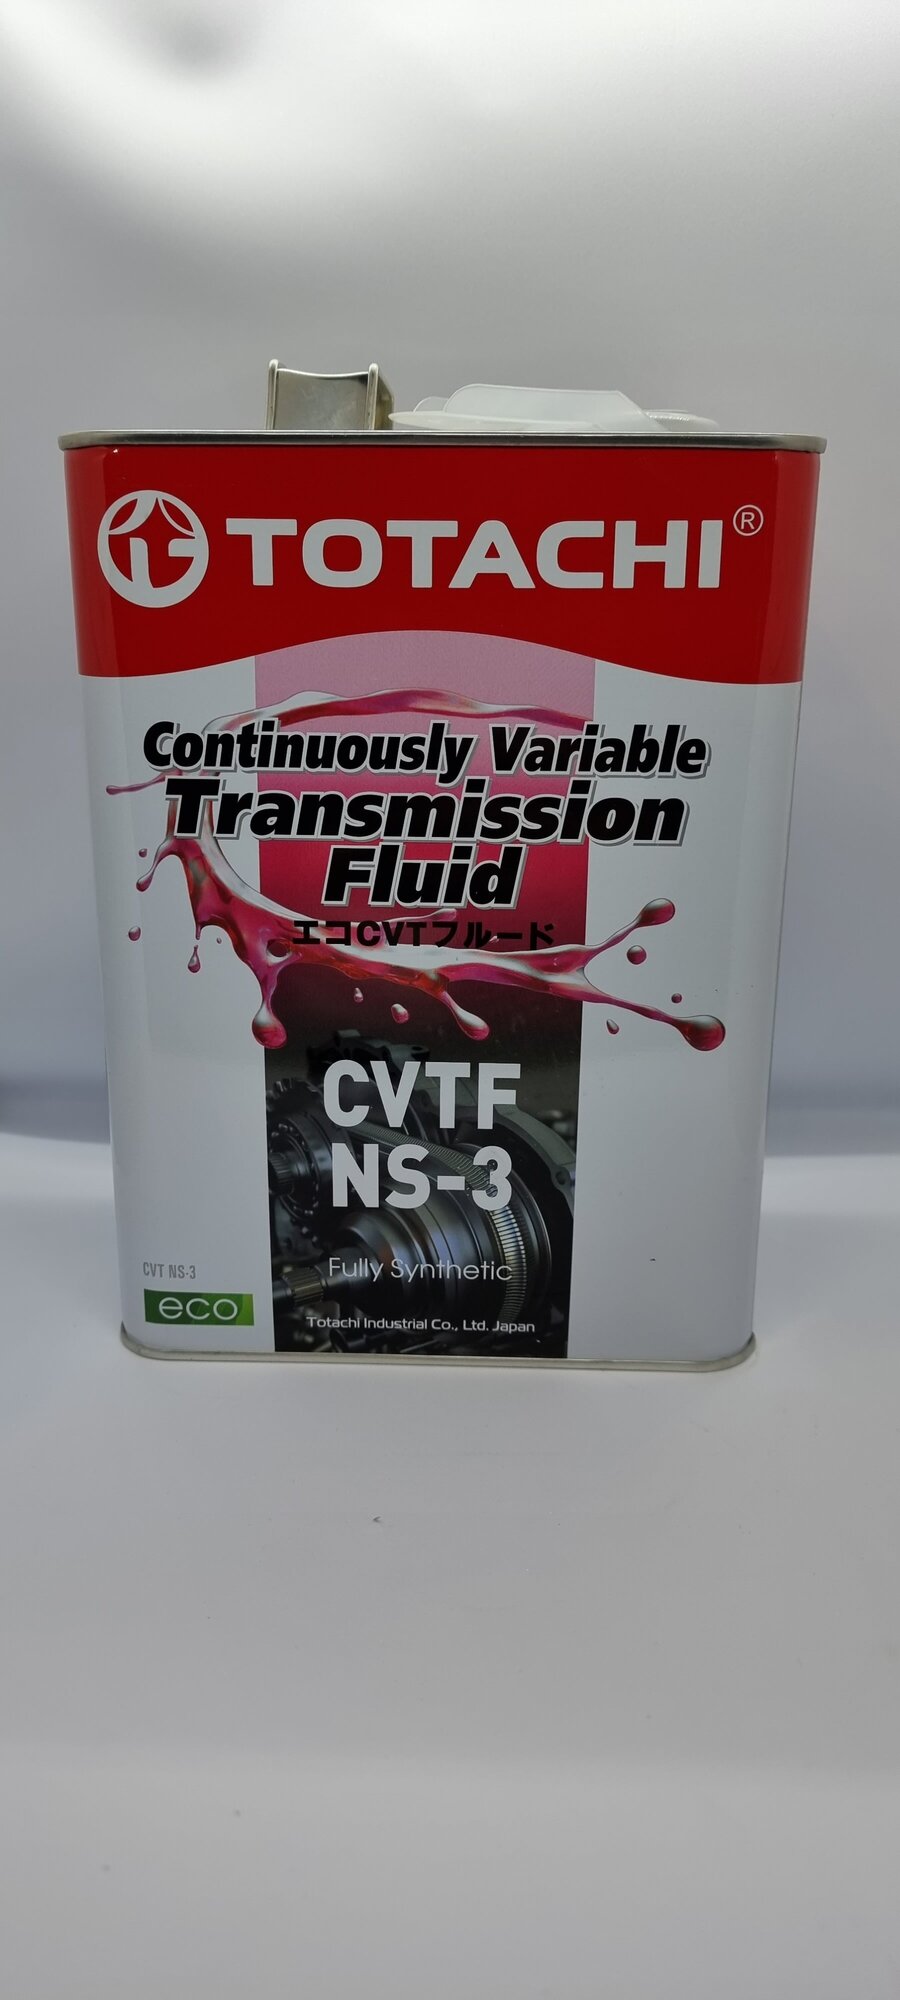 TOTACHI®
Continuously Variable
Transmission
Fluid
エコCVTフルード
CVTF
NS-3
Fully Synthetic
CVT NS-3
eco
Totachi Industrial Co., Ltd. Japan